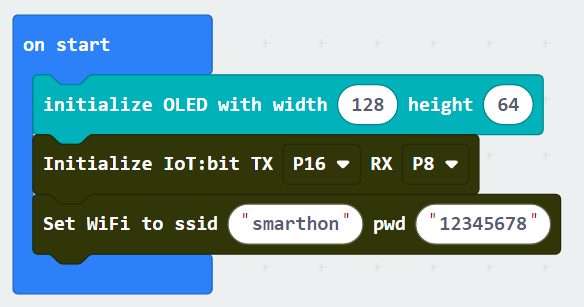 on start
initialize OLED with width 128 height 64
Initialize IoT:bit TX P16 RX P8
Set WiFi to ssid "smarthon" pwd "12345678"